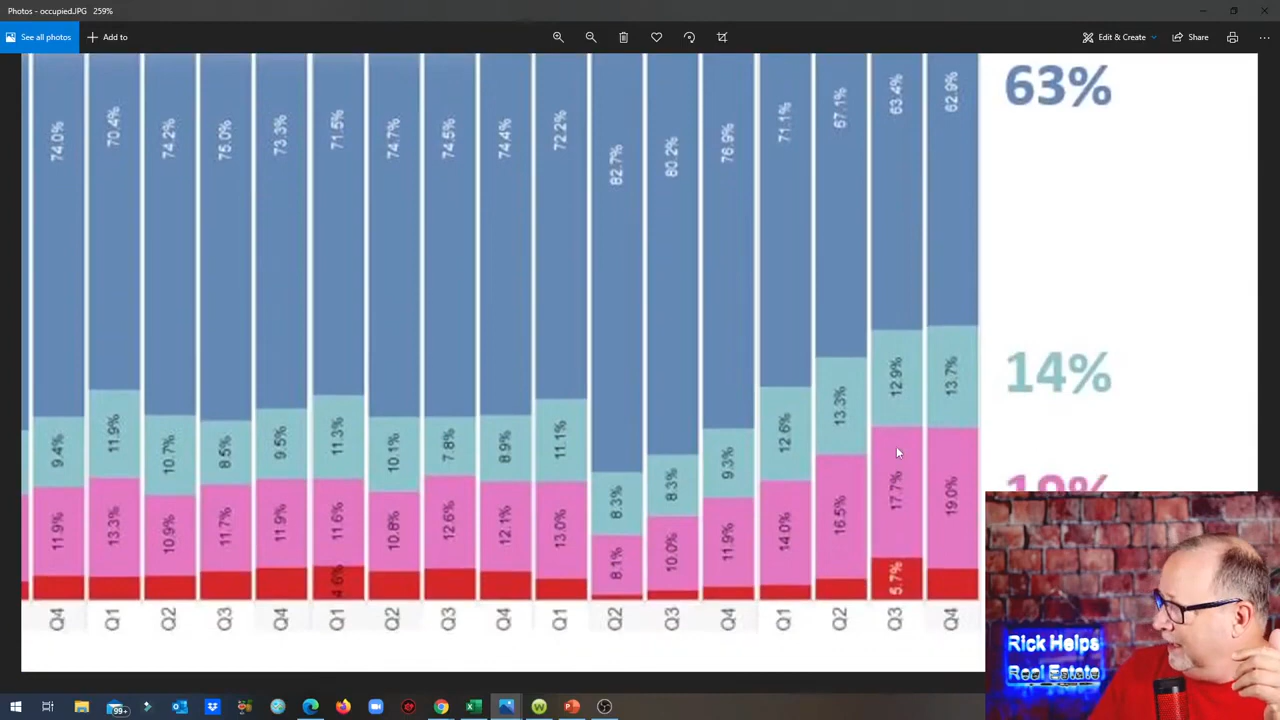 Photos - occupied.JPG 259%
See all photos
Add to
Edit & Create
Share
74.0%
70.4%
74.2%
75.0%
73.3%
71.5%
74.7%
74.5%
74.4%
72.2%
82.7%
80.2%
76.9%
71.1%
67.1%
63.4%
62.9%
63%
9.4%
11.9%
10.7%
8.5%
9.5%
11.3%
10.1%
7.8%
8.9%
11.1%
8.3%
8.3%
9.3%
12.6%
13.3%
12.9%
13.7%
14%
11.9%
13.3%
10.9%
11.7%
11.9%
11.6%
10.8%
12.6%
12.1%
13.0%
8.1%
10.0%
11.9%
14.0%
16.5%
17.7%
19.0%
19%
4.6%
5.7%
Q4
Q1
Q2
Q3
Q4
Q1
Q2
Q3
Q4
Q1
Q2
Q3
Q4
Q1
Q2
Q3
Q4
Rick Helps
Real Estate
99+